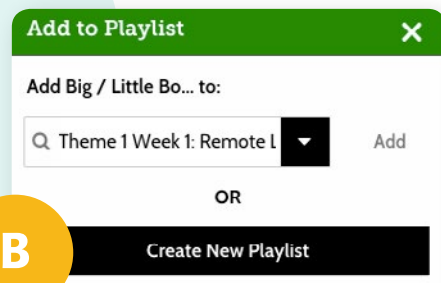 Add to Playlist
Add Big / Little Bo... to:
Theme 1 Week 1: Remote L Add
OR
Create New Playlist
B